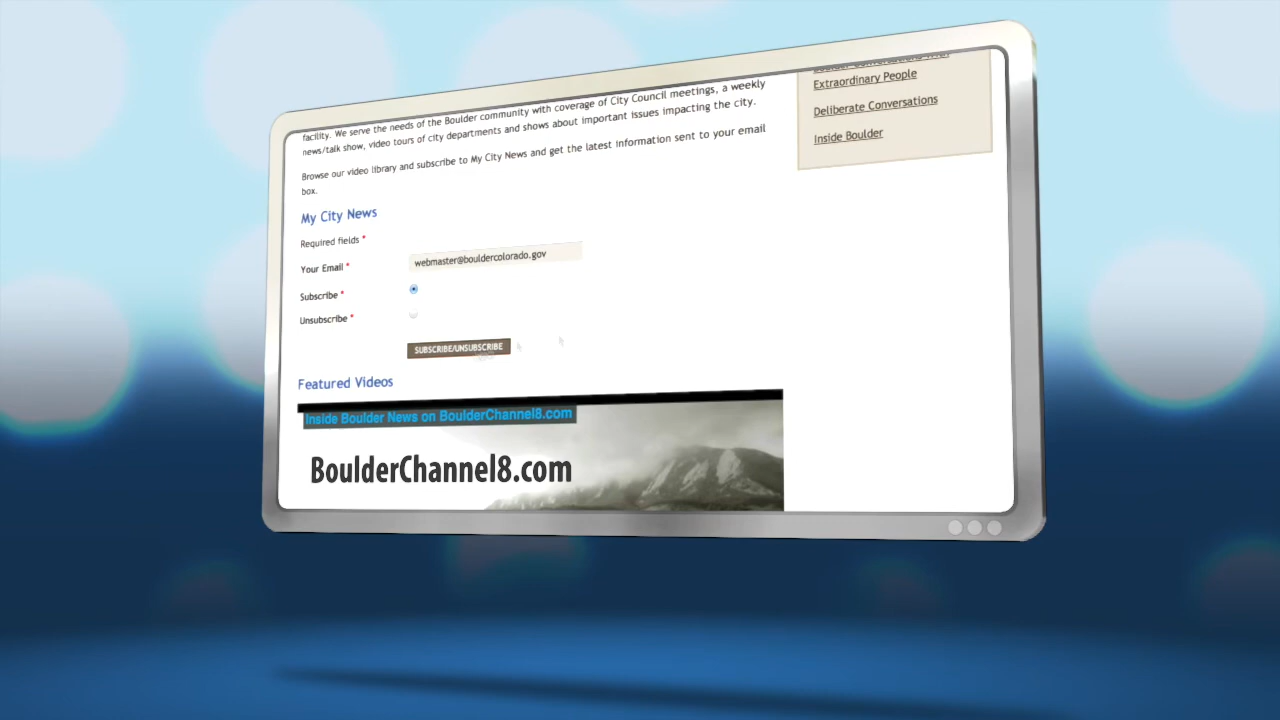 facility. We serve the needs of the Boulder community with coverage of City Council meetings, a weekly
news/talk show, video tours of city departments and shows about important issues impacting the city.
Browse our video library and subscribe to My City News and get the latest information sent to your email
box.
My City News
Required fields *
Your Email * webmaster@bouldercolorado.gov
Subscribe *
Unsubscribe *
SUBSCRIBE/UNSUBSCRIBE
Featured Videos
Inside Boulder News on BoulderChannel8.com
BoulderChannel8.com
Extraordinary People
Deliberate Conversations
Inside Boulder